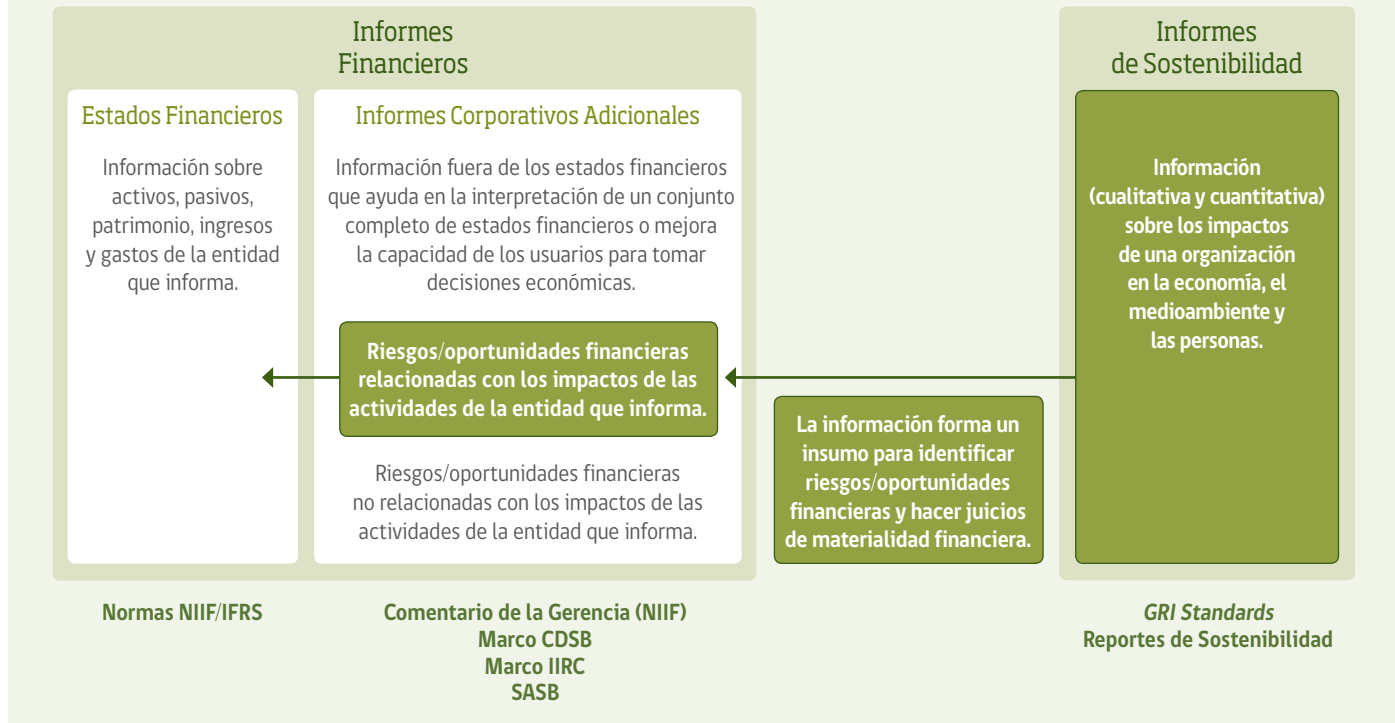 Informes
Financieros
Estados Financieros
Información sobre
activos, pasivos,
patrimonio, ingresos
y gastos de la entidad
que informa.
Informes Corporativos Adicionales
Información fuera de los estados financieros
que ayuda en la interpretación de un conjunto
completo de estados financieros o mejora
la capacidad de los usuarios para tomar
decisiones económicas.
Riesgos/oportunidades financieras
relacionadas con los impactos de las
actividades de la entidad que informa.
Riesgos/oportunidades financieras
no relacionadas con los impactos de las
actividades de la entidad que informa.
La información forma un
insumo para identificar
riesgos/oportunidades
financieras y hacer juicios
de materialidad financiera.
Informes
de Sostenibilidad
Información
(cualitativa y cuantitativa)
sobre los impactos
de una organización
en la economía, el
medioambiente y
las personas.
Normas NIIF/IFRS
Comentario de la Gerencia (NIIF)
Marco CDSB
Marco IIRC
SASB
GRI Standards
Reportes de Sostenibilidad